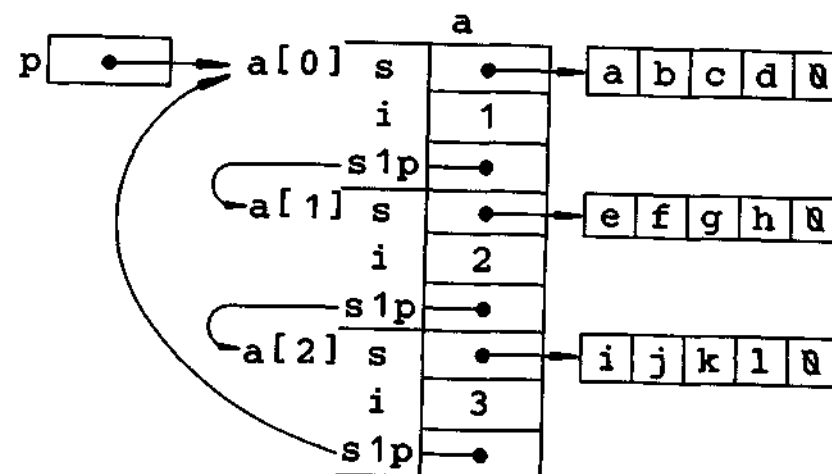 a
p a[0] s a b c d \0
i 1
s1p
a[1] s e f g h \0
i 2
s1p
a[2] s i j k l \0
i 3
s1p